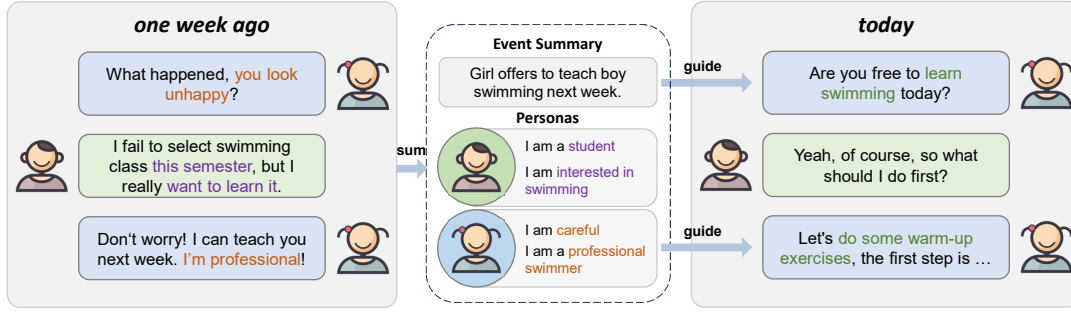 one week ago
What happened, you look
unhappy?
I fail to select swimming
class this semester, but I
really want to learn it.
Don't worry! I can teach you
next week. I'm professional!
sum
Event Summary
Girl offers to teach boy
swimming next week.
Personas
I am a student
I am interested in
swimming
I am careful
I am a professional
swimmer
guide
guide
today
Are you free to learn
swimming today?
Yeah, of course, so what
should I do first?
Let's do some warm-up
exercises, the first step is …